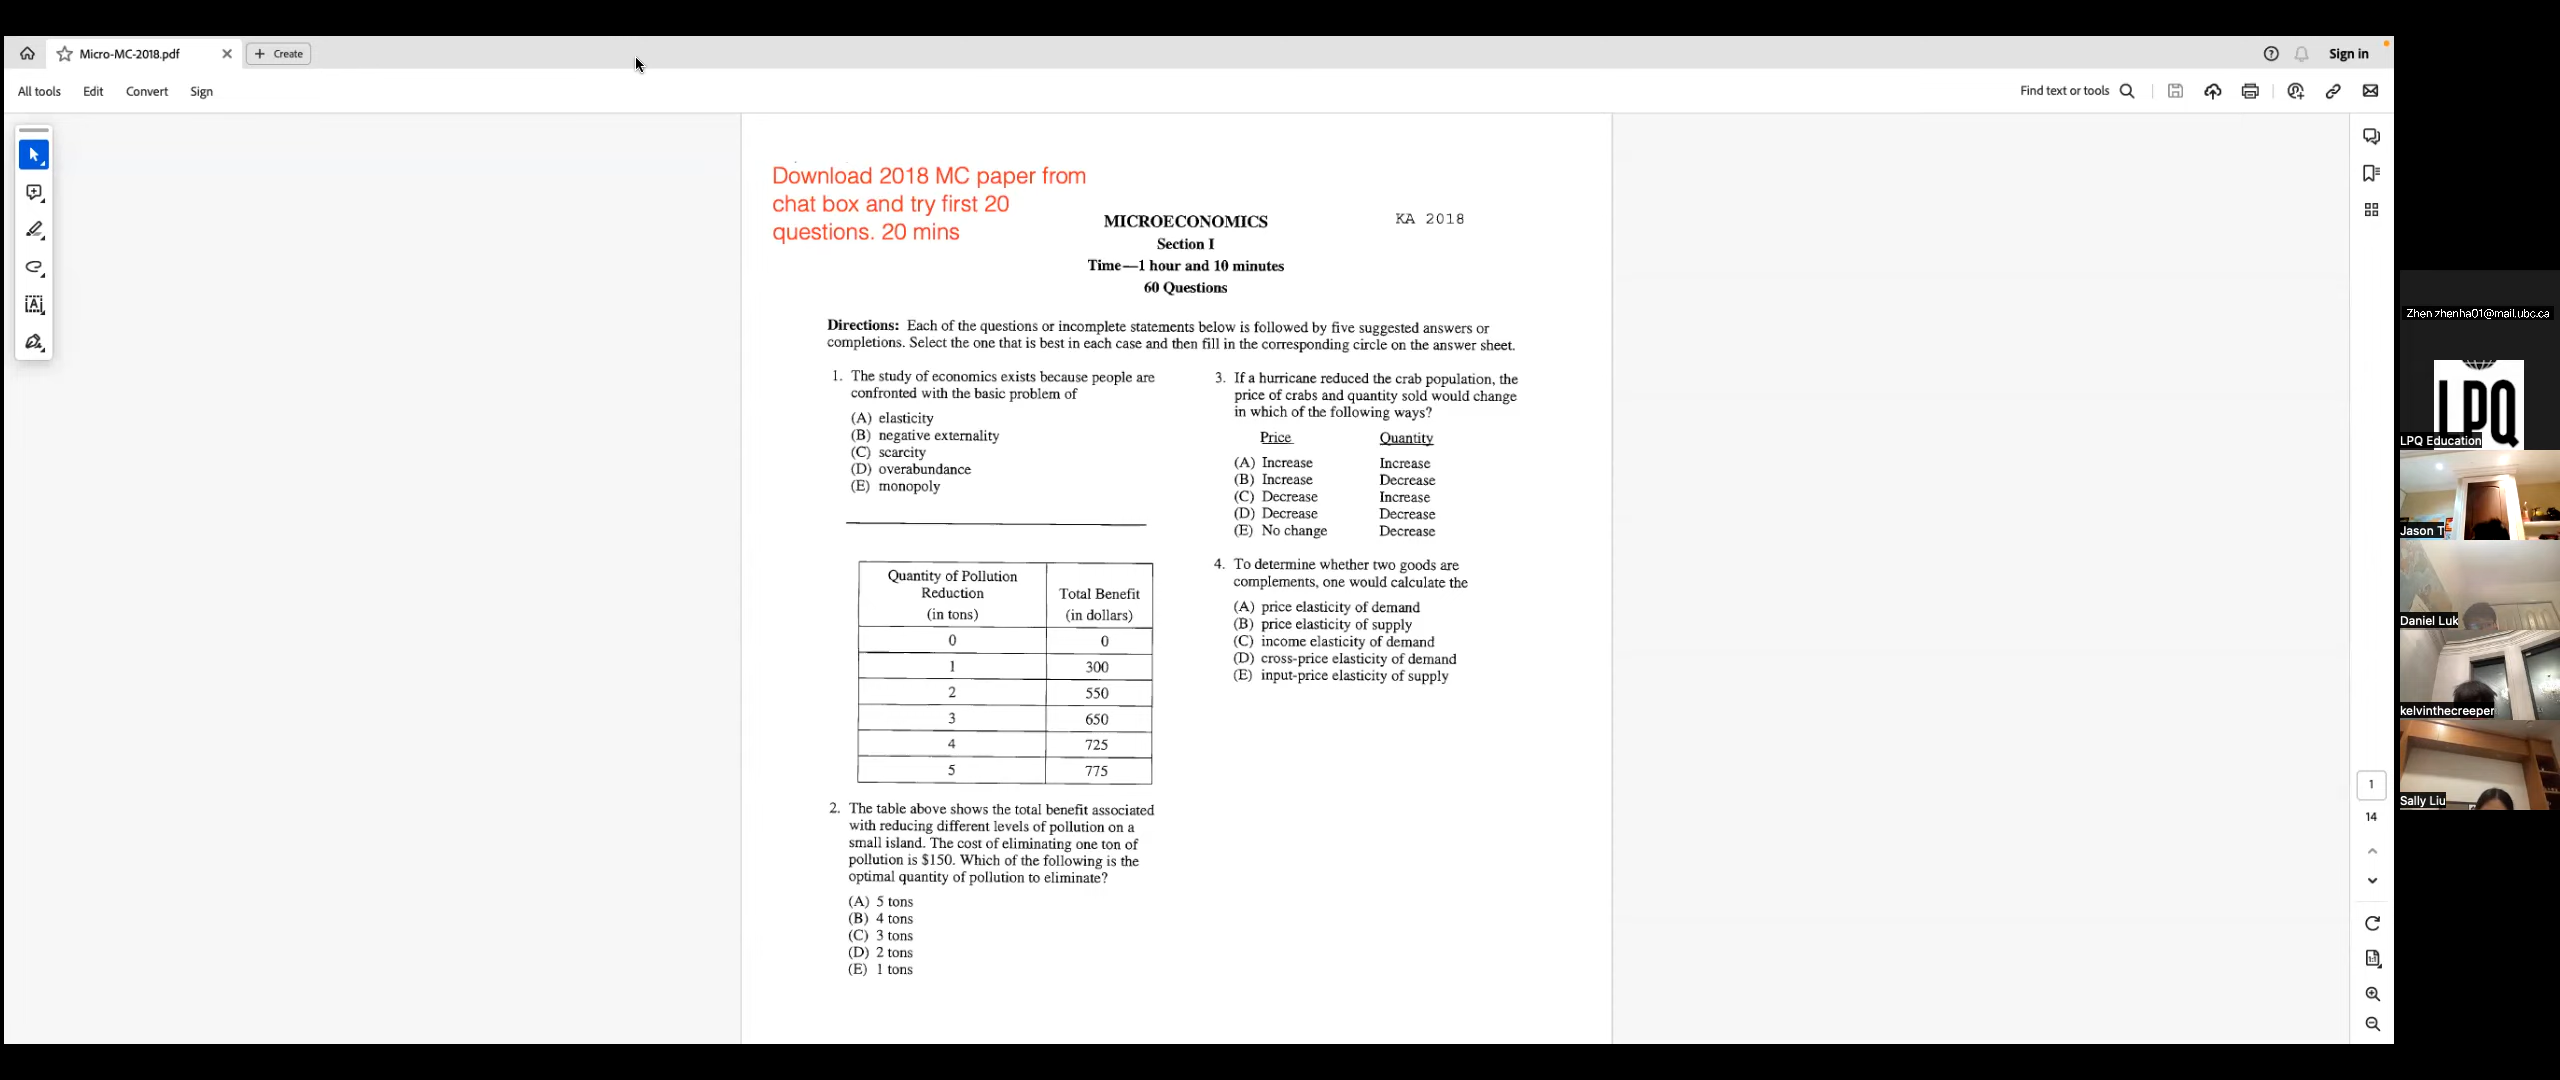 Micro-MC-2018.pdf
Create
Sign in
All tools
Edit
Convert
Sign
Find text or tools
Download 2018 MC paper from
chat box and try first 20
questions. 20 mins
MICROECONOMICS
KA 2018
Section I
Time—1 hour and 10 minutes
60 Questions
Directions: Each of the questions or incomplete statements below is followed by five suggested answers or
completions. Select the one that is best in each case and then fill in the corresponding circle on the answer sheet.
1. The study of economics exists because people are
confronted with the basic problem of
(A) elasticity
(B) negative externality
(C) scarcity
(D) overabundance
(E) monopoly
Quantity of Pollution
Reduction
(in tons)
Total Benefit
(in dollars)
0 0
1 300
2 550
3 650
4 725
5 775
2. The table above shows the total benefit associated
with reducing different levels of pollution on a
small island. The cost of eliminating one ton of
pollution is $150. Which of the following is the
optimal quantity of pollution to eliminate?
(A) 5 tons
(B) 4 tons
(C) 3 tons
(D) 2 tons
(E) 1 tons
3. If a hurricane reduced the crab population, the
price of crabs and quantity sold would change
in which of the following ways?
Price Quantity
(A) Increase Increase
(B) Increase Decrease
(C) Decrease Increase
(D) Decrease Decrease
(E) No change Decrease
4. To determine whether two goods are
complements, one would calculate the
(A) price elasticity of demand
(B) price elasticity of supply
(C) income elasticity of demand
(D) cross-price elasticity of demand
(E) input-price elasticity of supply
1
14
Zhen zhenha01@mail.ubc.ca
LPQ
LPQ Education
Jason T
Daniel Luk
kelvinthecreeper
Sally Liu